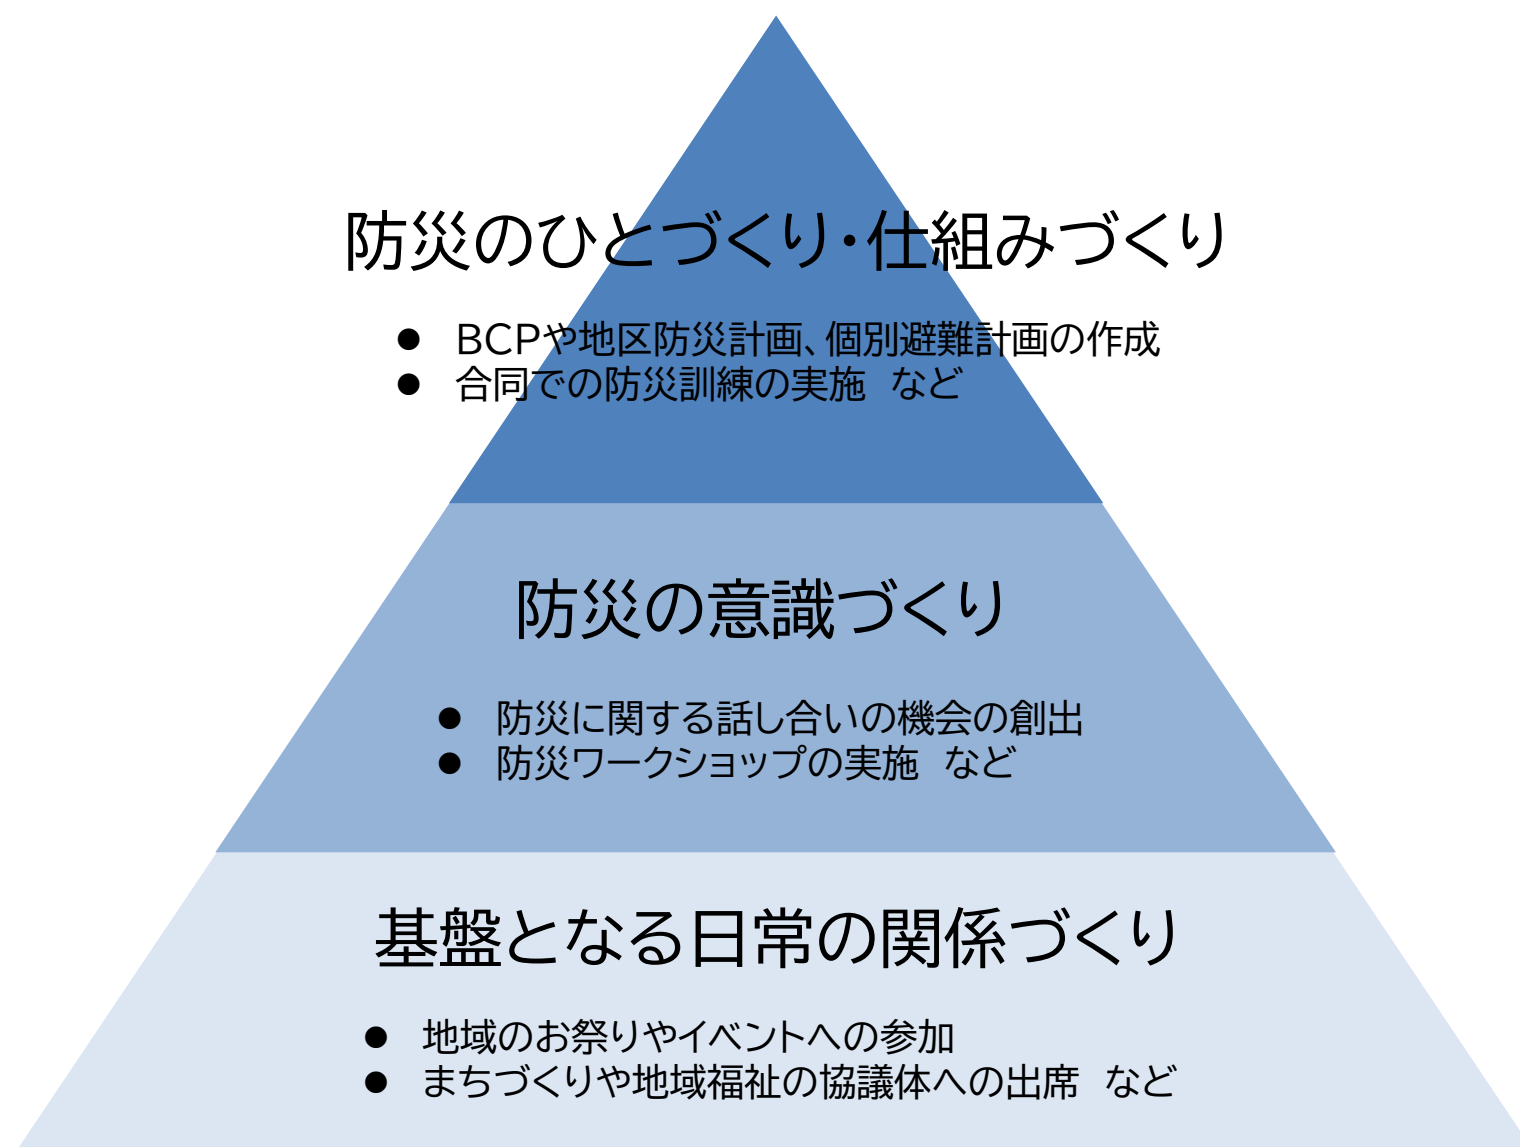 防災のひとづくり・仕組みづくり
● BCPや地区防災計画、個別避難計画の作成
● 合同での防災訓練の実施　など
防災の意識づくり
● 防災に関する話し合いの機会の創出
● 防災ワークショップの実施　など
基盤となる日常の関係づくり
● 地域のお祭りやイベントへの参加
● まちづくりや地域福祉の協議体への出席　など